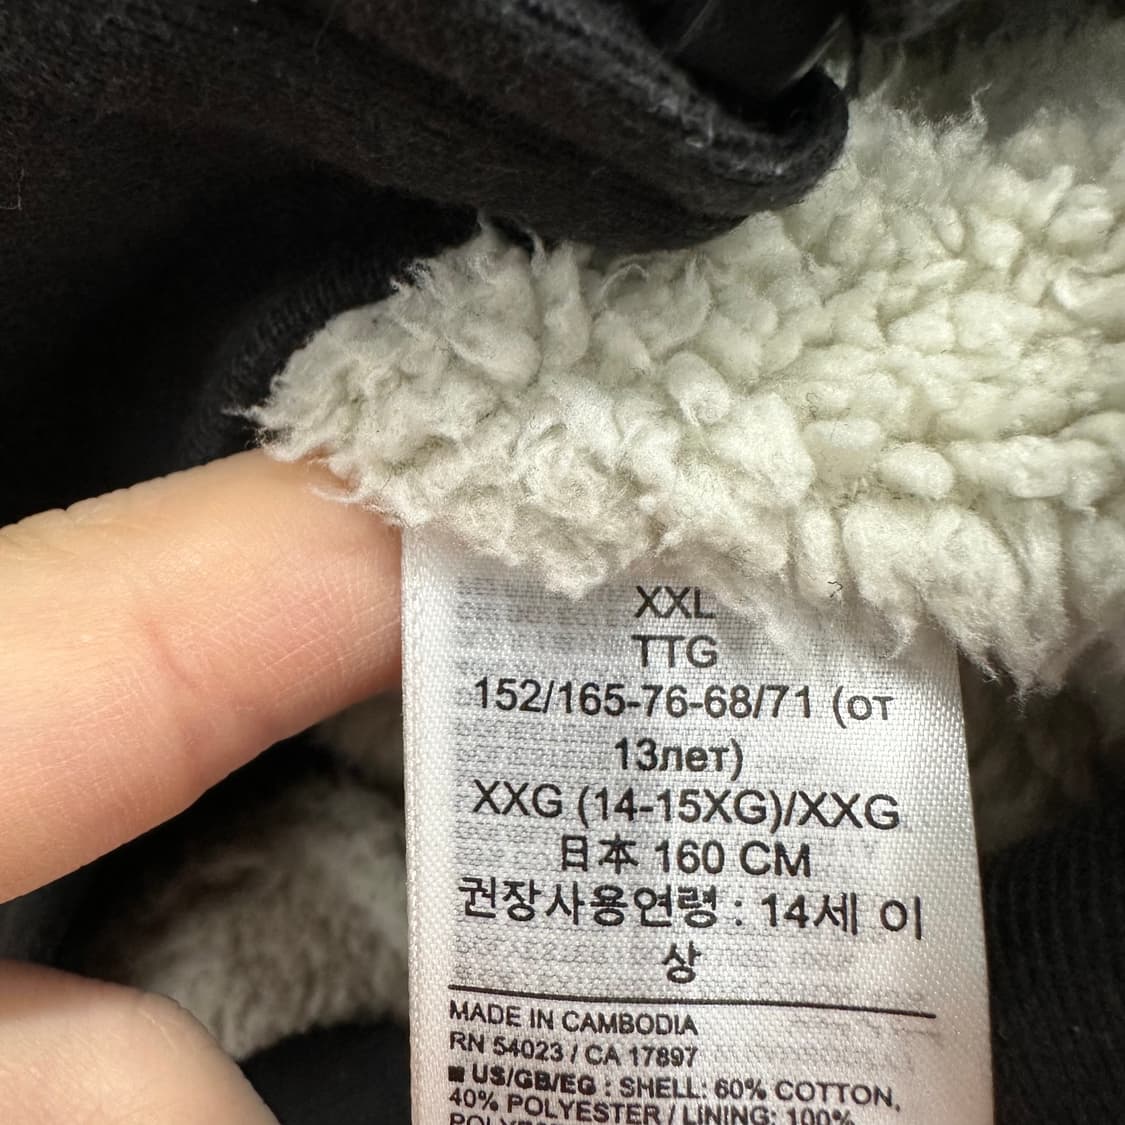 XXL
TTG
152/165-76-68/71 (от
13лет)
XXG (14-15XG)/XXG
日本 160 CM
권장사용연령 : 14세 이
상
MADE IN CAMBODIA
RN 54023 / CA 17897
■ US/GB/EG : SHELL: 60% COTTON,
40% POLYESTER / LINING: 100%